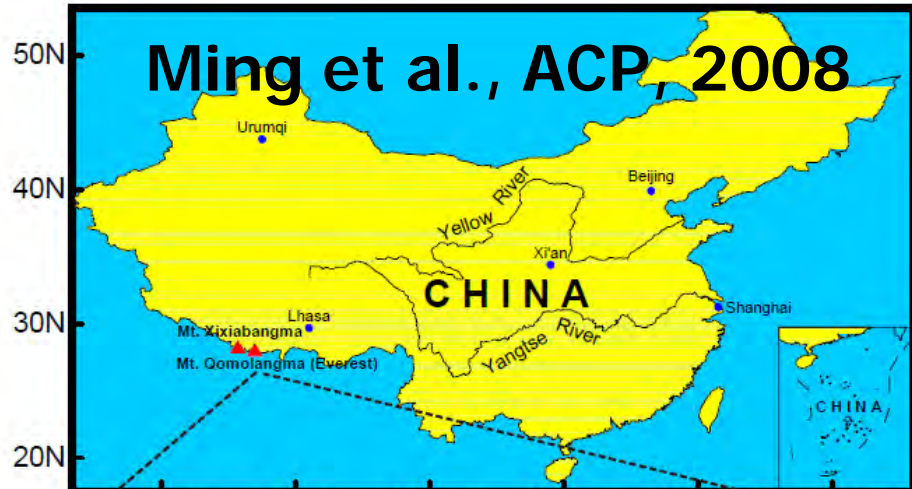 50N
Ming et al., ACP, 2008
Urumqi
Beijing
40N
Yellow River
Xi'an
CHINA
Lhasa
Shanghai
30N
Mt. Xixiabangma
Yangtse River
Mt. Qomolangma (Everest)
CHINA
20N